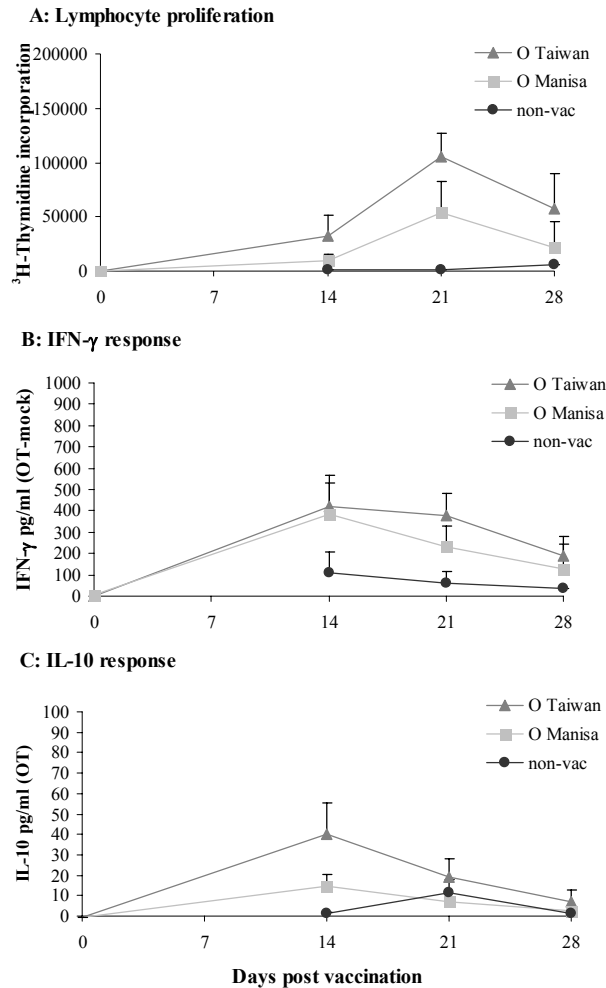 A: Lymphocyte proliferation
³H-Thymidine incorporation
200000
150000
100000
50000
0
O Taiwan
O Manisa
non-vac
0 7 14 21 28
B: IFN-γ response
IFN-γ pg/ml (OT-mock)
1000
900
800
700
600
500
400
300
200
100
0
O Taiwan
O Manisa
non-vac
0 7 14 21 28
C: IL-10 response
IL-10 pg/ml (OT)
100
90
80
70
60
50
40
30
20
10
0
O Taiwan
O Manisa
non-vac
0 7 14 21 28
Days post vaccination